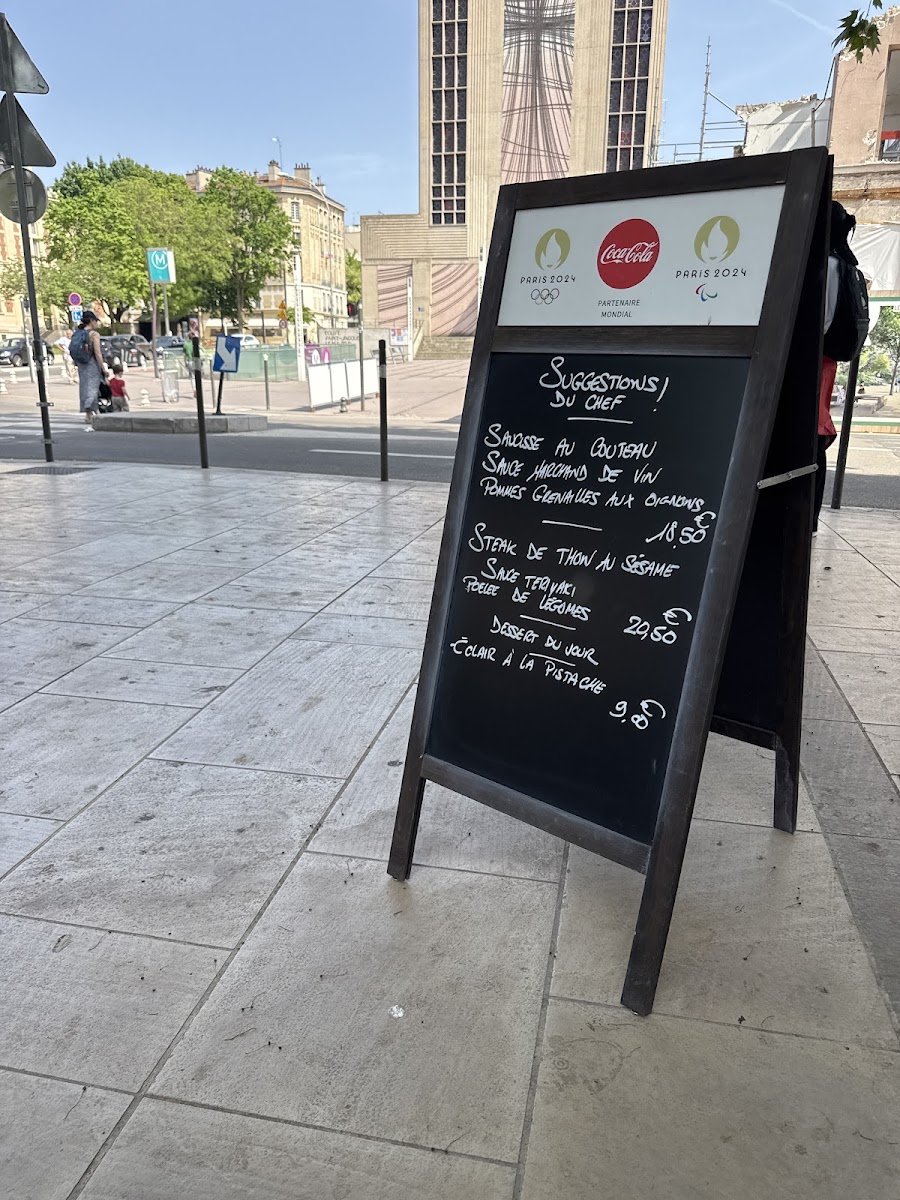 PARIS 2024
Coca-Cola
PARTENAIRE
MONDIAL
PARIS 2024
SUGGESTIONS!
DU CHEF
SAUCISSE AU COUTEAU
SAUCE MARCHAND DE VIN
POMMES GRENAILLES AUX OIGNONS
18,50€
STEAK DE THON AU SÉSAME
SAUCE TERIYAKI
POELEE DE LÉGUMES
20,50€
DESSERT DU JOUR
-ÉCLAIR À LA PISTACHE
9,80€
M